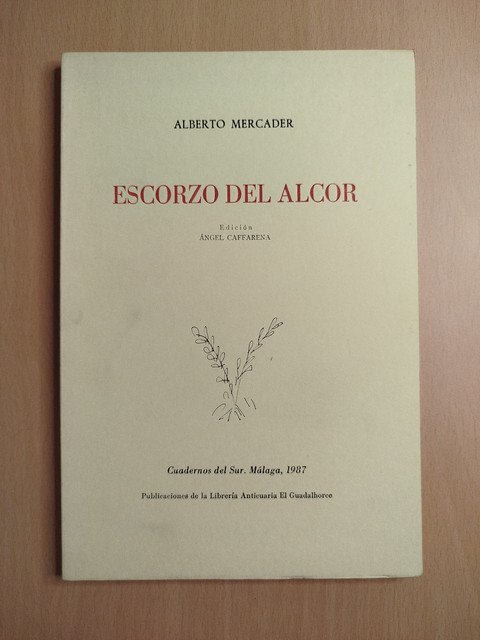 ALBERTO MERCADER
ESCORZO DEL ALCOR
Edición
ÁNGEL CAFFARENA
Cuadernos del Sur. Málaga, 1987
Publicaciones de la Librería Anticuaria El Guadalhorce